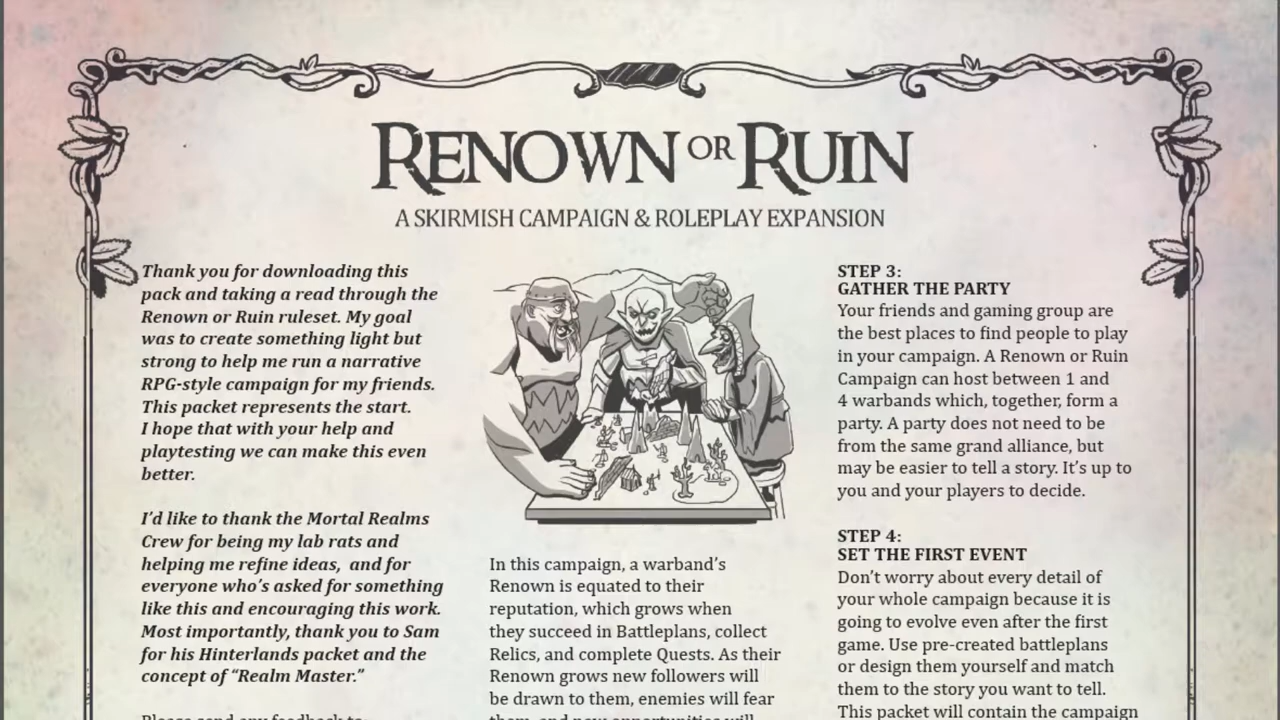 RENOWN OR RUIN
A SKIRMISH CAMPAIGN & ROLEPLAY EXPANSION
Thank you for downloading this
pack and taking a read through the
Renown or Ruin ruleset. My goal
was to create something light but
strong to help me run a narrative
RPG-style campaign for my friends.
This packet represents the start.
I hope that with your help and
playtesting we can make this even
better.
I'd like to thank the Mortal Realms
Crew for being my lab rats and
helping me refine ideas, and for
everyone who's asked for something
like this and encouraging this work.
Most importantly, thank you to Sam
for his Hinterlands packet and the
concept of "Realm Master."
Please send any feedback to
In this campaign, a warband's
Renown is equated to their
reputation, which grows when
they succeed in Battleplans, collect
Relics, and complete Quests. As their
Renown grows new followers will
be drawn to them, enemies will fear
them, and new opportunities will
STEP 3:
GATHER THE PARTY
Your friends and gaming group are
the best places to find people to play
in your campaign. A Renown or Ruin
Campaign can host between 1 and
4 warbands which, together, form a
party. A party does not need to be
from the same grand alliance, but
may be easier to tell a story. It's up to
you and your players to decide.
STEP 4:
SET THE FIRST EVENT
Don't worry about every detail of
your whole campaign because it is
going to evolve even after the first
game. Use pre-created battleplans
or design them yourself and match
them to the story you want to tell.
This packet will contain the campaign